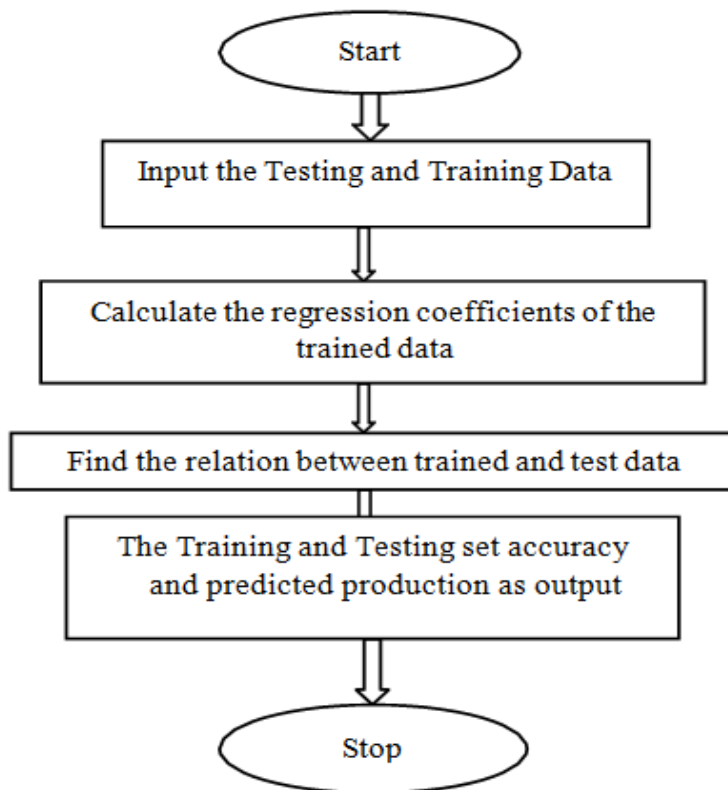 Start
Input the Testing and Training Data
Calculate the regression coefficients of the
trained data
Find the relation between trained and test data
The Training and Testing set accuracy
and predicted production as output
Stop